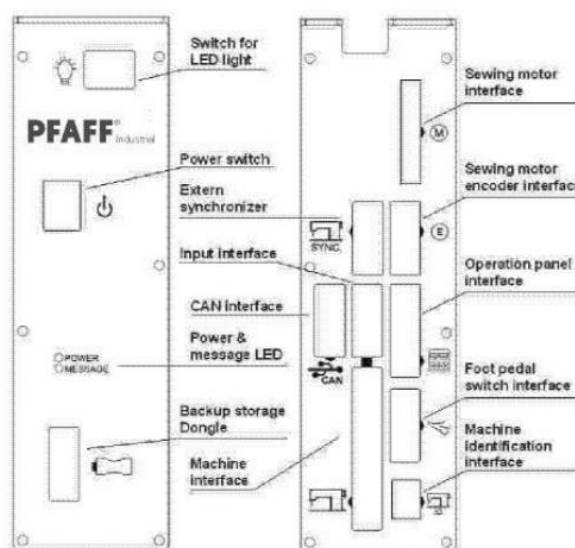 Switch for
LED light
PFAFF®
Industrial
Power switch
Extern
synchronizer
Input interface
CAN interface
Power &
message LED
POWER
MESSAGE
Backup storage
Dongle
Machine
interface
SYNC.
CAN
Sewing motor
interface
M
Sewing motor
encoder interface
E
Operation panel
interface
Foot pedal
switch interface
Machine
identification
interface